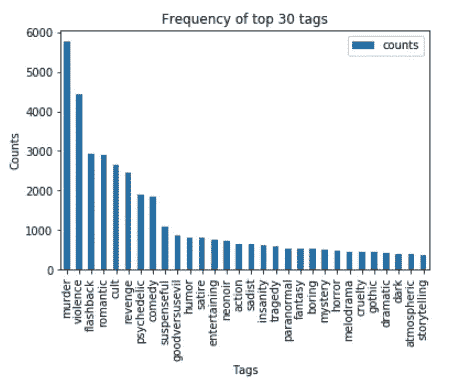 Frequency of top 30 tags
counts
Counts
6000
5000
4000
3000
2000
1000
0
murder
violence
flashback
romantic
cult
revenge
psychedelic
comedy
suspenseful
goodversusevil
humor
satire
entertaining
neonoir
action
sadist
insanity
tragedy
paranormal
fantasy
boring
mystery
horror
melodrama
cruelty
gothic
dramatic
dark
atmospheric
storytelling
Tags